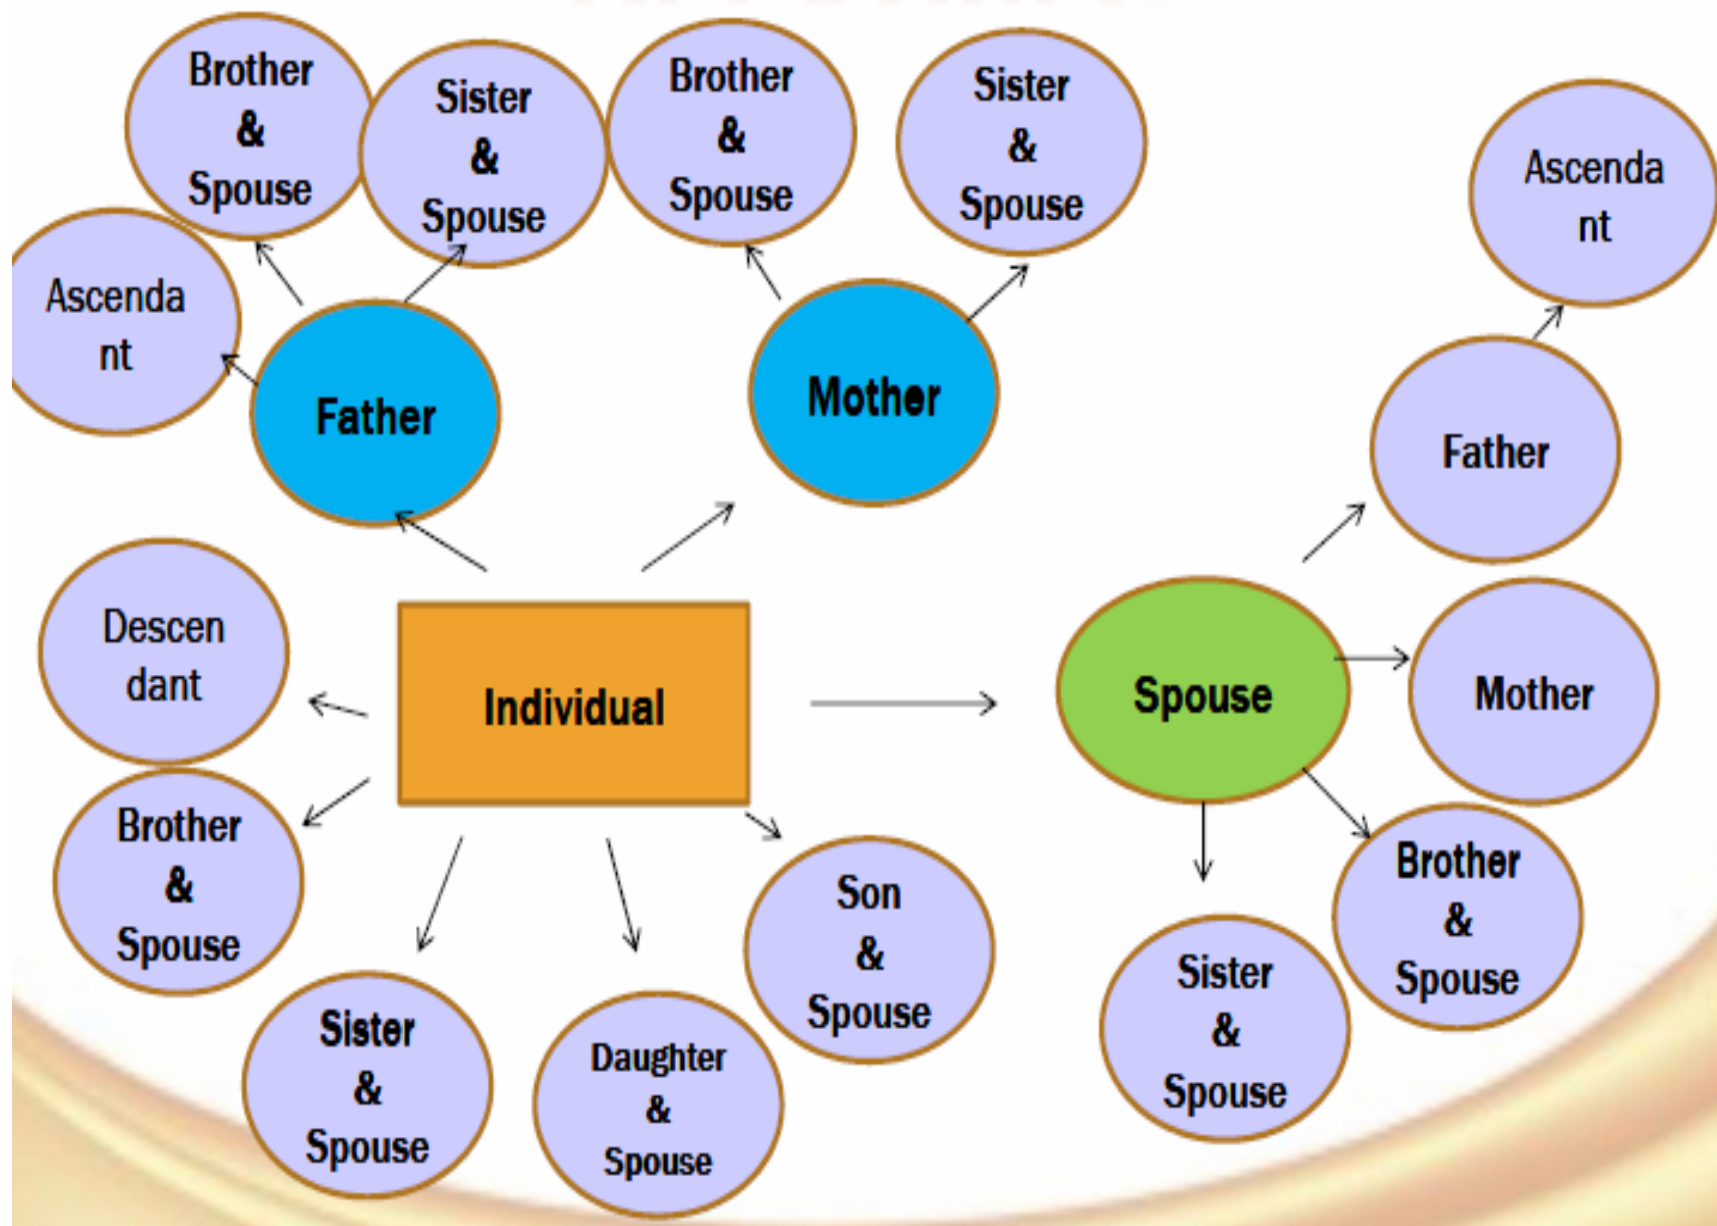 Brother
&
Spouse
Sister
&
Spouse
Brother
&
Spouse
Sister
&
Spouse
Ascenda
nt
Ascenda
nt
Father
Mother
Father
Descen
dant
Individual
Spouse
Mother
Brother
&
Spouse
Sister
&
Spouse
Daughter
&
Spouse
Son
&
Spouse
Sister
&
Spouse
Brother
&
Spouse